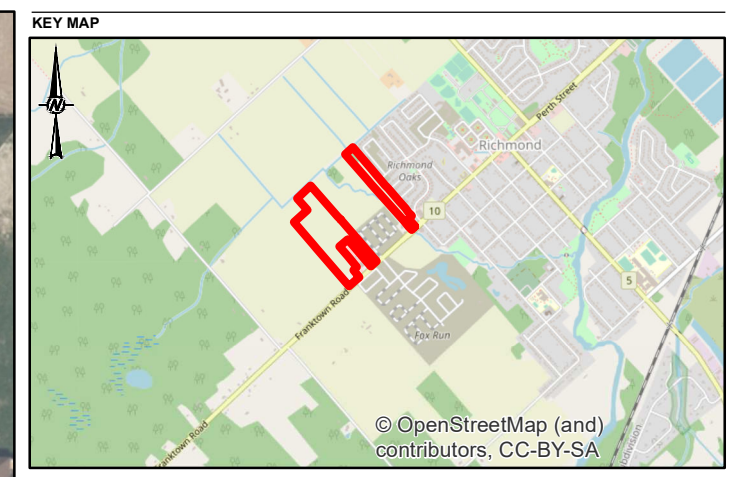 KEY MAP
N
Perth Street
Richmond
Richmond
Oaks
10
5
Franktown Road
Fox Run
Franktown Road
© OpenStreetMap (and)
contributors, CC-BY-SA